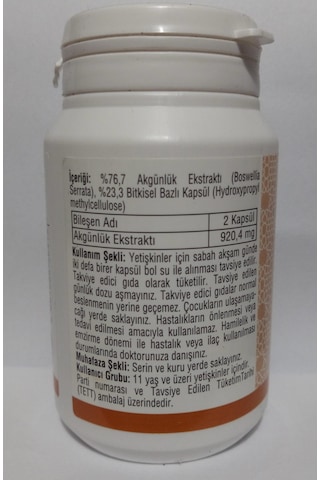 İçeriği: %76,7 Akgünlük Ekstraktı (Boswellia
Serrata), %23,3 Bitkisel Bazlı Kapsül (Hydroxypropyl
methylcellulose)
Bileşen Adı 2 Kapsül
Akgünlük Ekstraktı 920,4 mg
Kullanım Şekli: Yetişkinler için sabah akşam günde
iki defa birer kapsül bol su ile alınması tavsiye edilir.
Takviye edici gıda olarak tüketilir. Tavsiye edilen
günlük dozu aşmayınız. Takviye edici gıdalar normal
beslenmenin yerine geçemez. Çocukların ulaşamaya-
cağı yerde saklayınız. Hastalıkların önlenmesi veya
tedavi edilmesi amacıyla kullanılamaz. Hamilelik ve
emzirme dönemi ile hastalık veya ilaç kullanılması
durumlarında doktorunuza danışınız.
Muhafaza Şekli: Serin ve kuru yerde saklayınız.
Kullanıcı Grubu: 11 yaş ve üzeri yetişkinler içindir.
Parti numarası ve Tavsiye Edilen TüketimTarihi
(TETT) ambalaj üzerindedir.